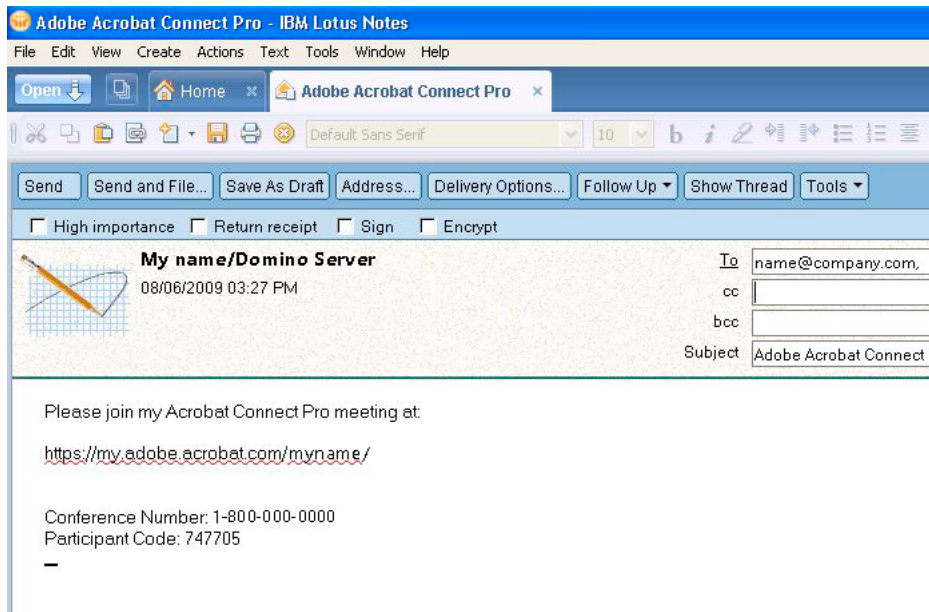 Adobe Acrobat Connect Pro - IBM Lotus Notes
File Edit View Create Actions Text Tools Window Help
Open Home Adobe Acrobat Connect Pro
Default Sans Serif 10 b i
Send Send and File... Save As Draft Address... Delivery Options... Follow Up Show Thread Tools
High importance Return receipt Sign Encrypt
My name/Domino Server To name@company.com,
08/06/2009 03:27 PM cc
bcc
Subject Adobe Acrobat Connect
Please join my Acrobat Connect Pro meeting at:
https://my.adobe.acrobat.com/myname/
Conference Number: 1-800-000-0000
Participant Code: 747705